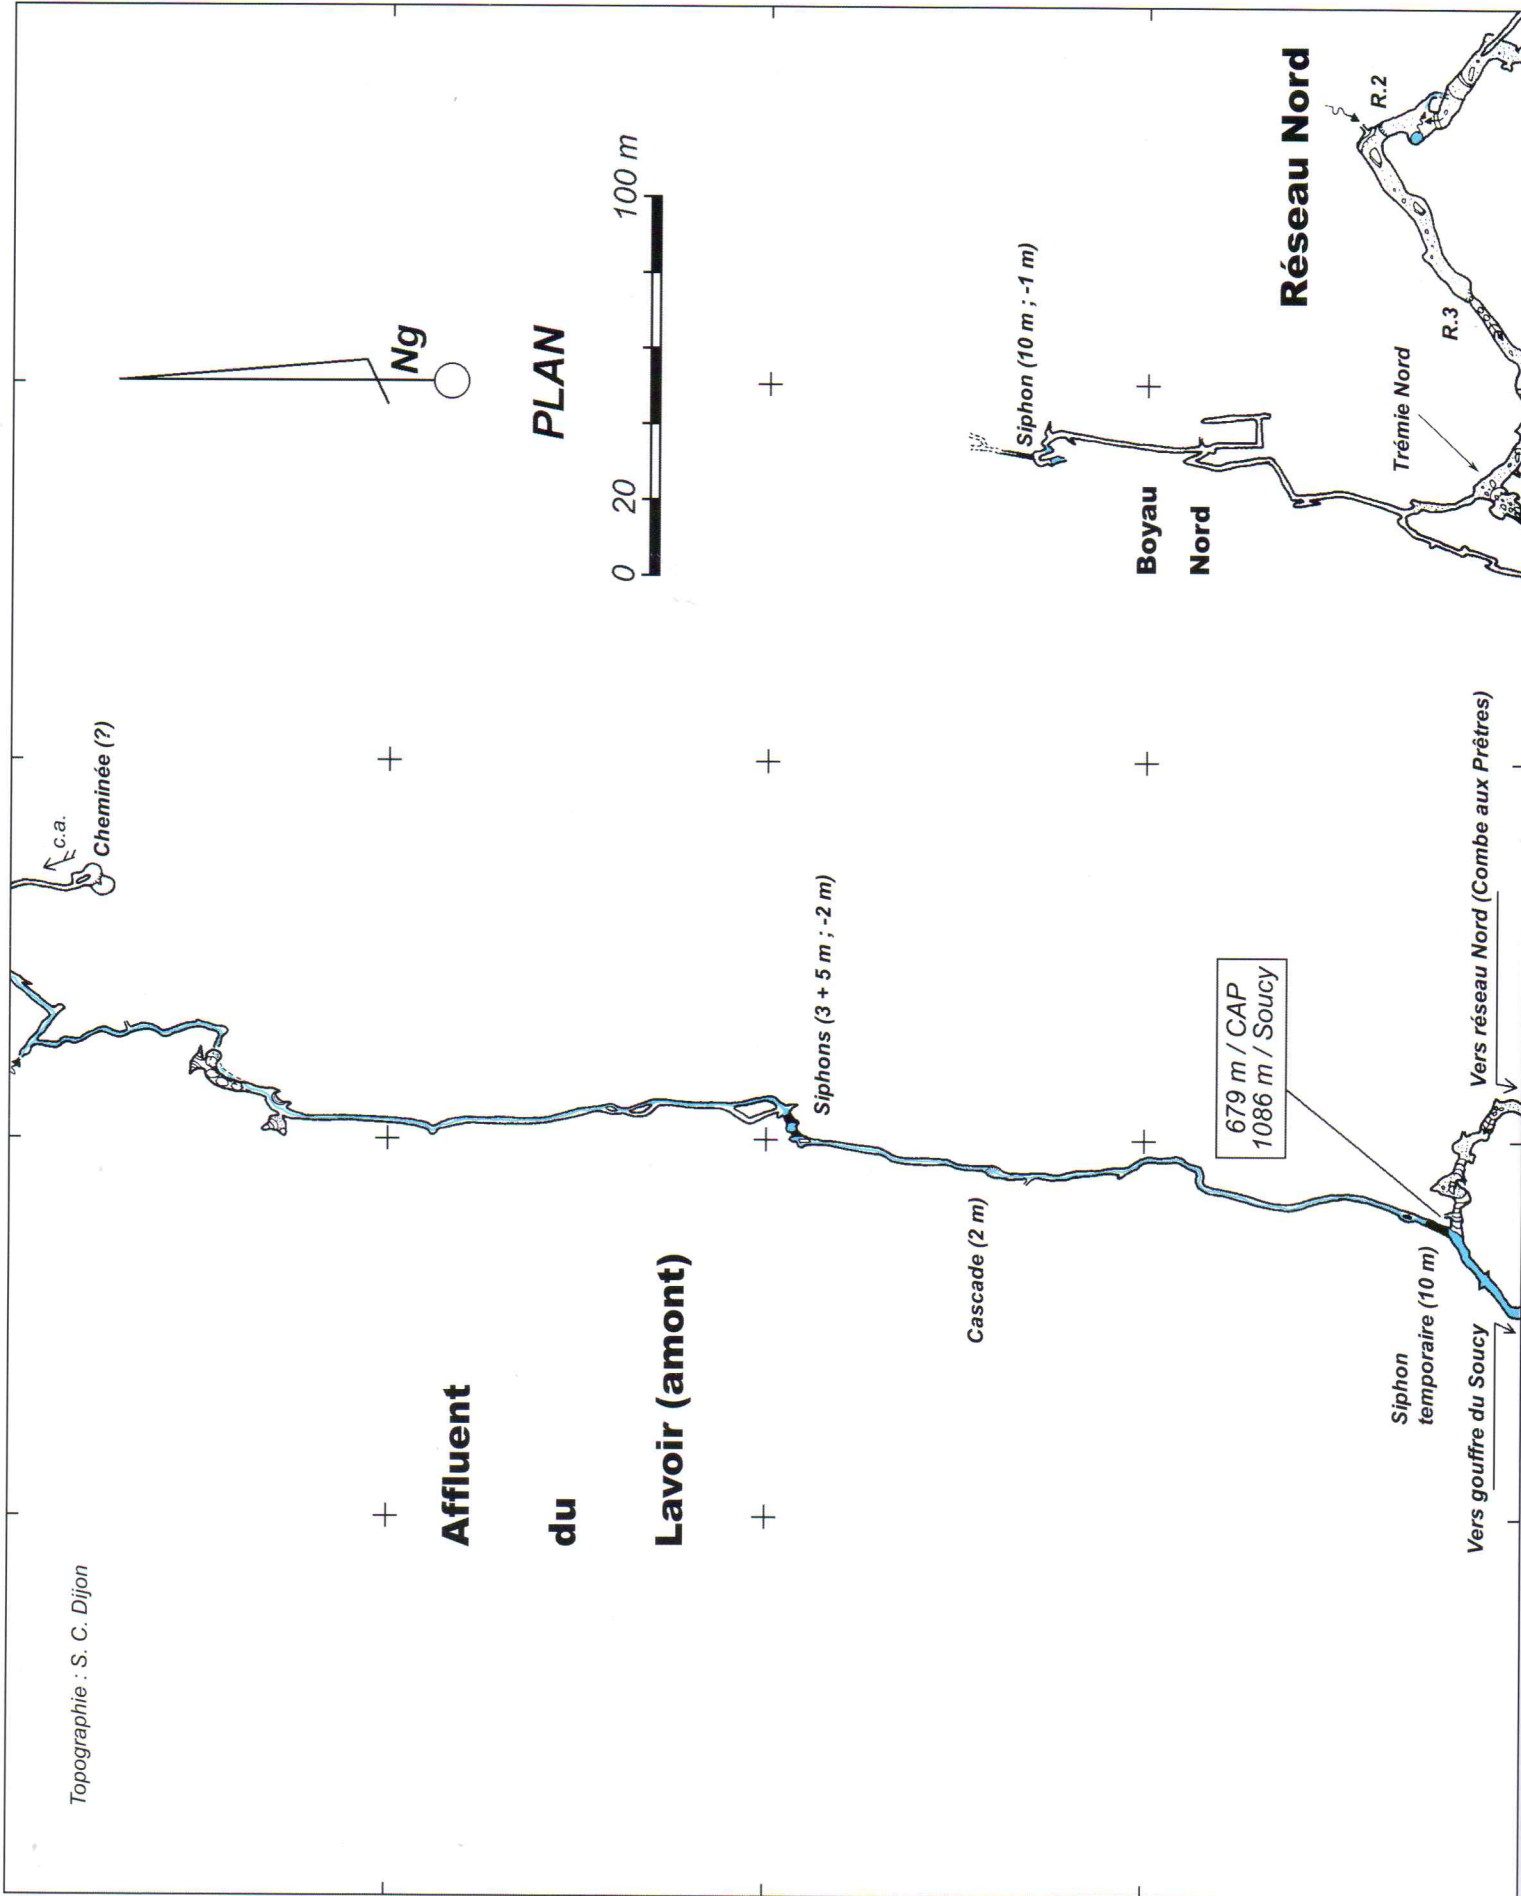 Topographie : S. C. Dijon
Affluent
du
Lavoir (amont)
Cascade (2 m)
Siphon
temporaire (10 m)
Vers gouffre du Soucy
679 m / CAP
1086 m / Soucy
Vers réseau Nord (Combe aux Prêtres)
Siphons (3 + 5 m ; -2 m)
c.a.
Cheminée (?)
Ng
PLAN
0 20 100 m
Siphon (10 m ; -1 m)
Boyau
Nord
Trémie Nord
R.3
R.2
Réseau Nord